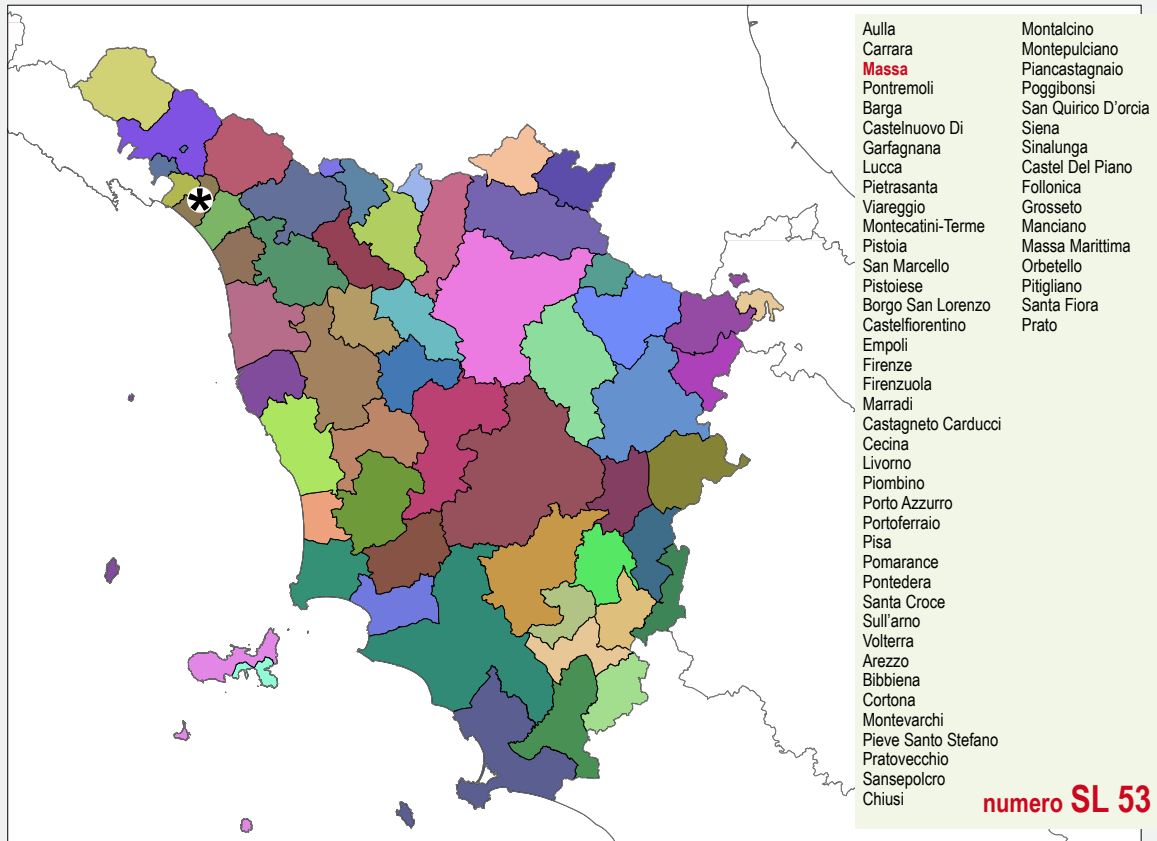 Aulla
Carrara
Massa
Pontremoli
Barga
Castelnuovo Di
Garfagnana
Lucca
Pietrasanta
Viareggio
Montecatini-Terme
Pistoia
San Marcello
Pistoiese
Borgo San Lorenzo
Castelfiorentino
Empoli
Firenze
Firenzuola
Marradi
Castagneto Carducci
Cecina
Livorno
Piombino
Porto Azzurro
Portoferraio
Pisa
Pomarance
Pontedera
Santa Croce
Sull'arno
Volterra
Arezzo
Bibbiena
Cortona
Montevarchi
Pieve Santo Stefano
Pratovecchio
Sansepolcro
Chiusi
Montalcino
Montepulciano
Piancastagnaio
Poggibonsi
San Quirico D'orcia
Siena
Sinalunga
Castel Del Piano
Follonica
Grosseto
Manciano
Massa Marittima
Orbetello
Pitigliano
Santa Fiora
Prato
numero SL 53
*